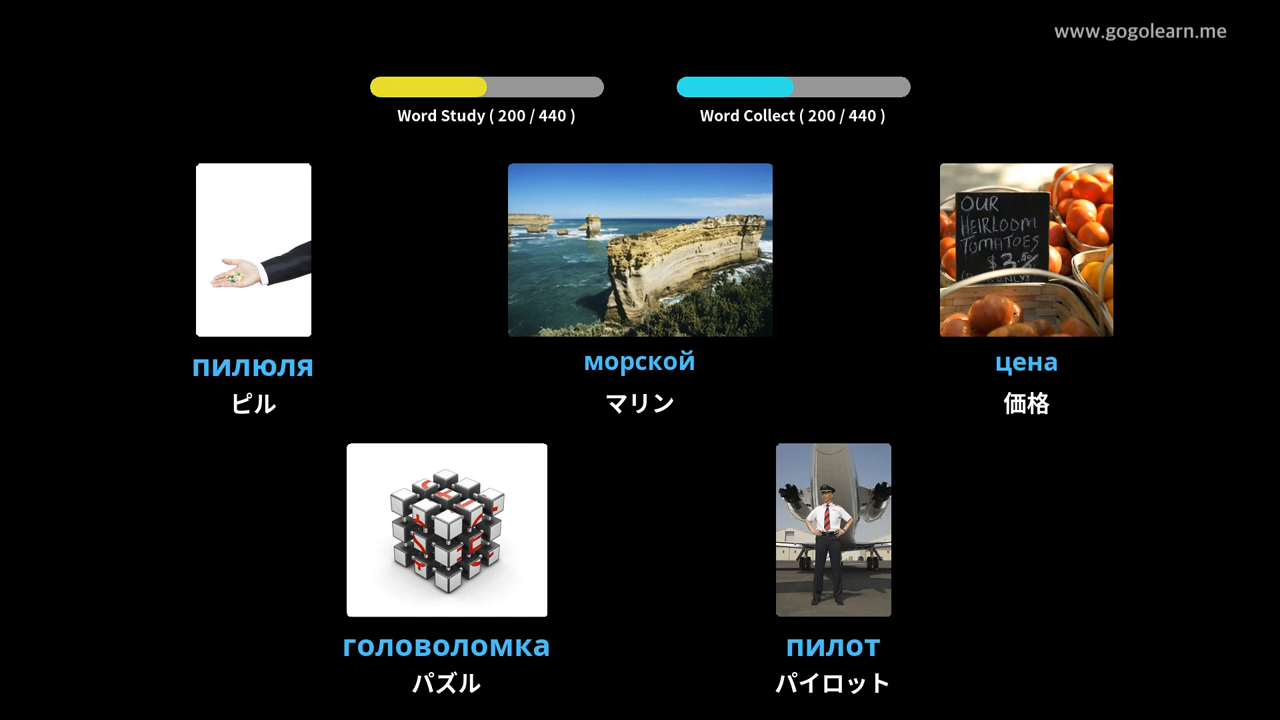 www.gogolearn.me
Word Study ( 200 / 440 )
Word Collect ( 200 / 440 )
OUR
HEIRLOOM
TOMATOES
$3.
пилюля
ピル
морской
マリン
цена
価格
головоломка
パズル
пилот
パイロット